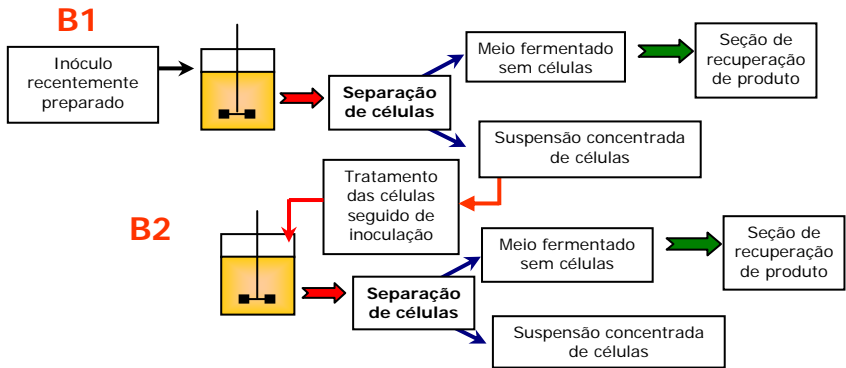 B1
Inóculo
recentemente
preparado
Separação
de células
Meio fermentado
sem células
Seção de
recuperação
de produto
Suspensão concentrada
de células
Tratamento
das células
seguido de
inoculação
B2
Separação
de células
Meio fermentado
sem células
Seção de
recuperação
de produto
Suspensão concentrada
de células